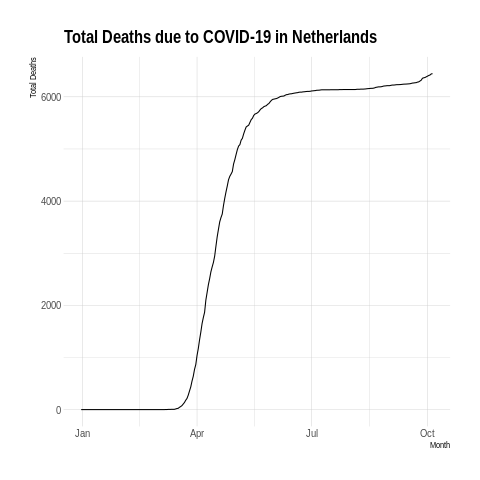 Total Deaths due to COVID-19 in Netherlands
Total Deaths
6000
4000
2000
0
Jan Apr Jul Oct
Month